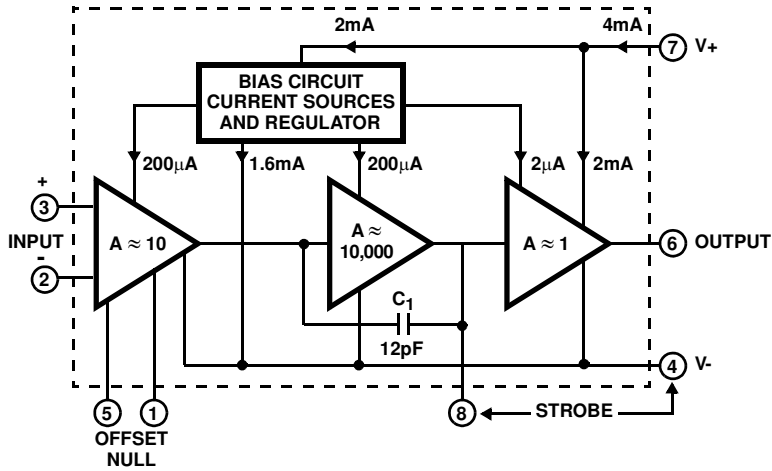 2mA
4mA
7
V+
BIAS CIRCUIT
CURRENT SOURCES
AND REGULATOR
200μA
1.6mA
200μA
2μA
2mA
+
3
INPUT
-
2
A ≈ 10
A ≈
10,000
A ≈ 1
6
OUTPUT
C1
12pF
4
V-
5
1
8
STROBE
OFFSET
NULL